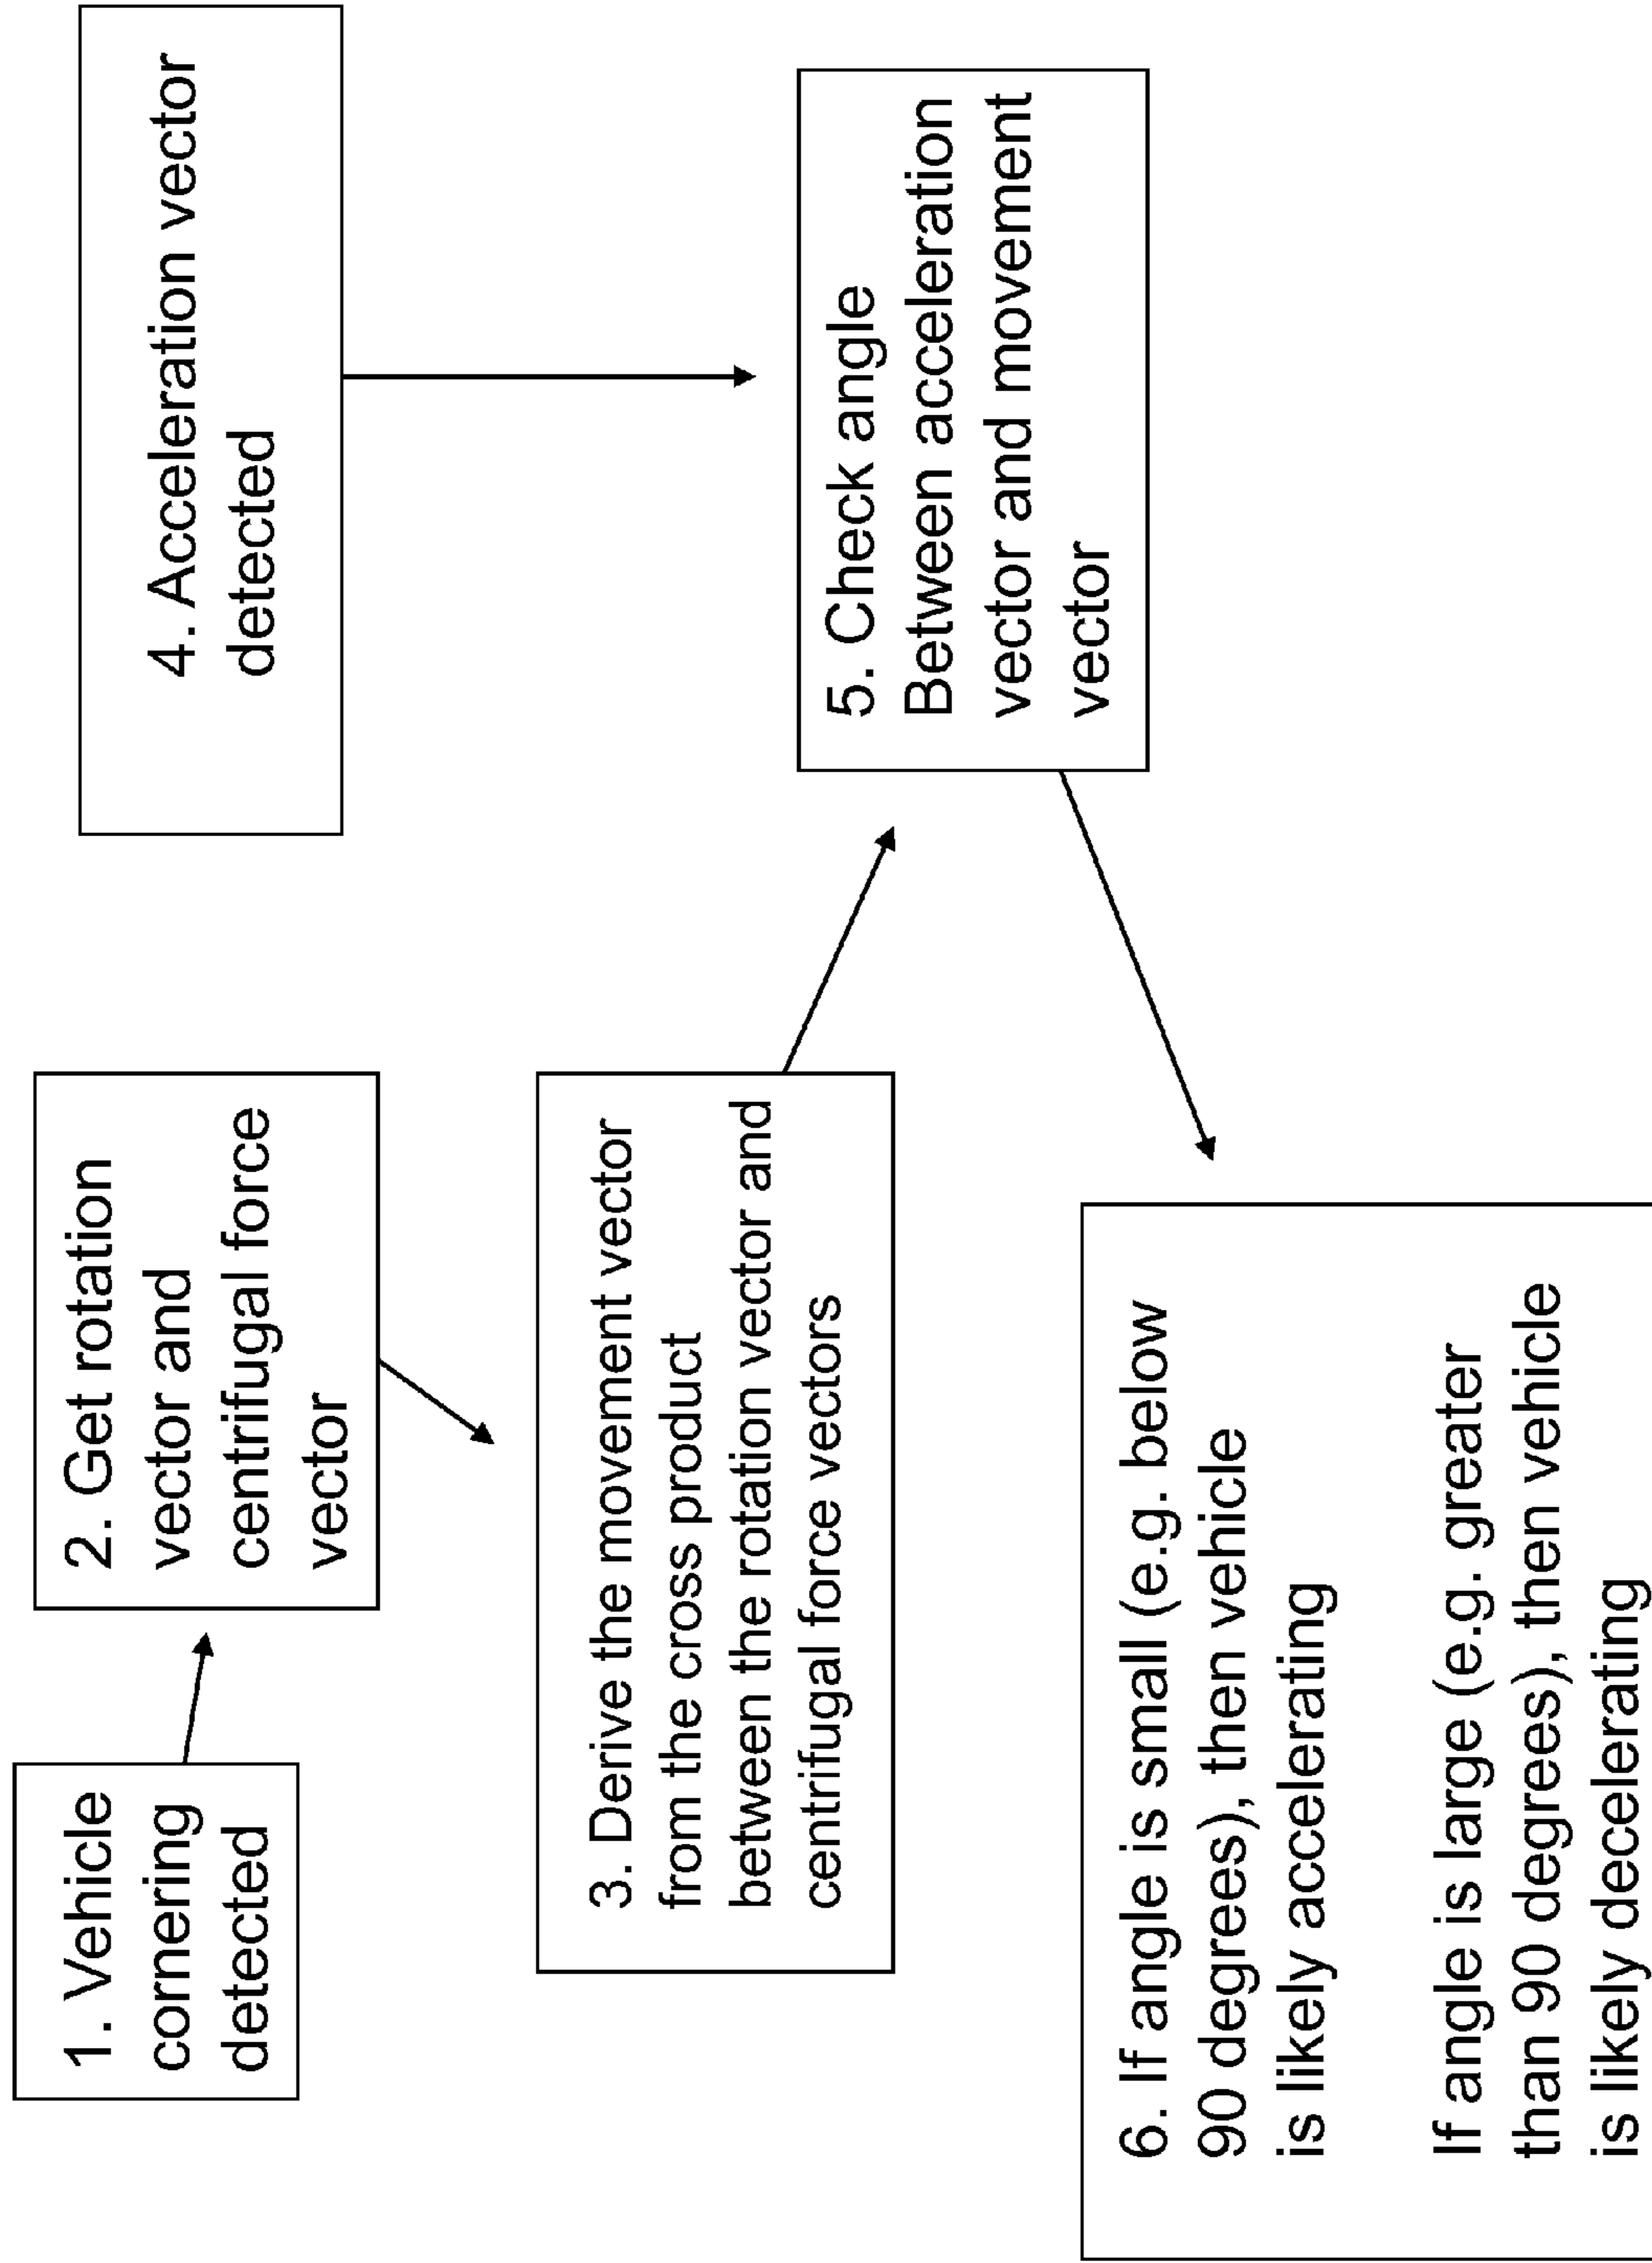 1. Vehicle
cornering
detected
2. Get rotation
vector and
centrifugal force
vector
3. Derive the movement vector
from the cross product
between the rotation vector and
centrifugal force vectors
4. Acceleration vector
detected
5. Check angle
Between acceleration
vector and movement
vector
6. If angle is small (e.g. below
90 degrees), then vehicle
is likely accelerating
If angle is large (e.g. greater
than 90 degrees), then vehicle
is likely decelerating